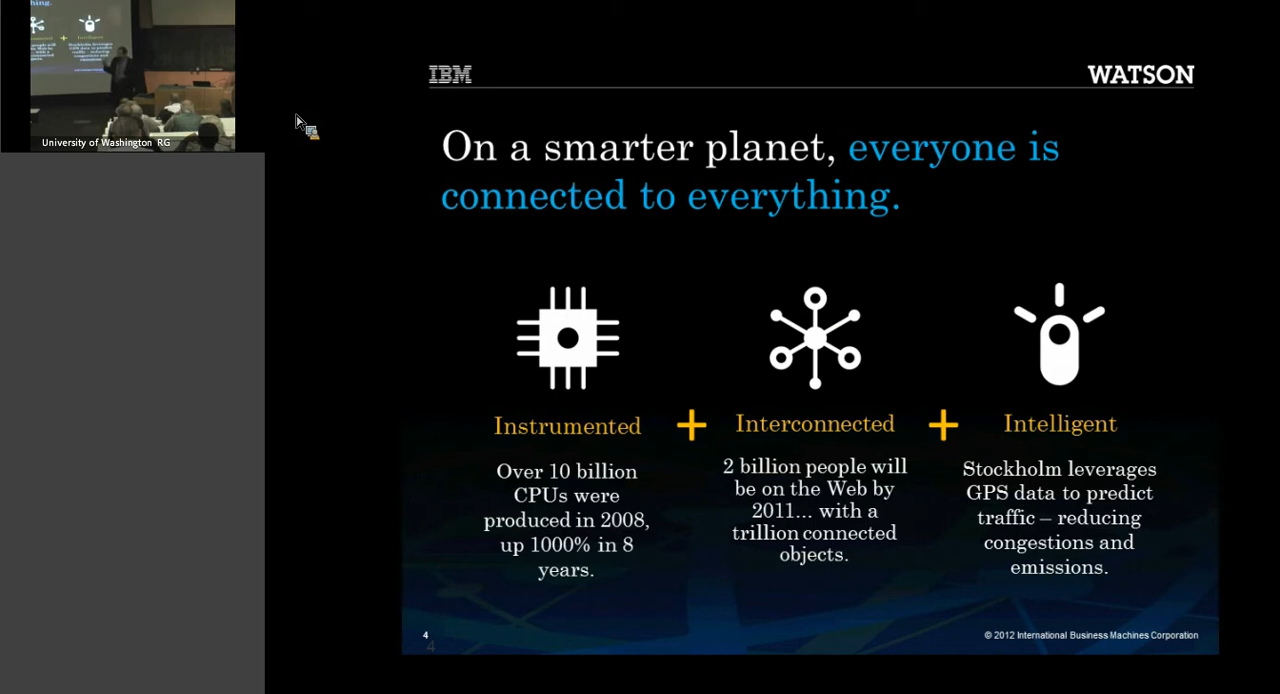 University of Washington RG
IBM
WATSON
On a smarter planet, everyone is
connected to everything.
Instrumented + Interconnected + Intelligent
Over 10 billion
CPUs were
produced in 2008,
up 1000% in 8
years.
2 billion people will
be on the Web by
2011... with a
trillion connected
objects.
Stockholm leverages
GPS data to predict
traffic – reducing
congestions and
emissions.
4
4
© 2012 International Business Machines Corporation